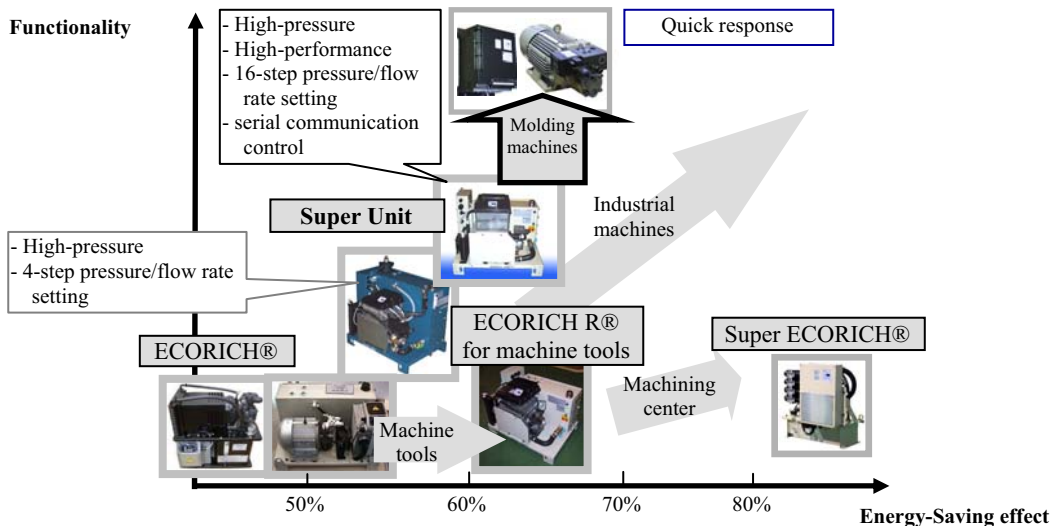 Functionality
- High-pressure
- High-performance
- 16-step pressure/flow
rate setting
- serial communication
control
Quick response
Molding
machines
Super Unit
Industrial
machines
- High-pressure
- 4-step pressure/flow rate
setting
ECORICH®
ECORICH R®
for machine tools
Super ECORICH®
Machine
tools
Machining
center
50%
60%
70%
80%
Energy-Saving effect